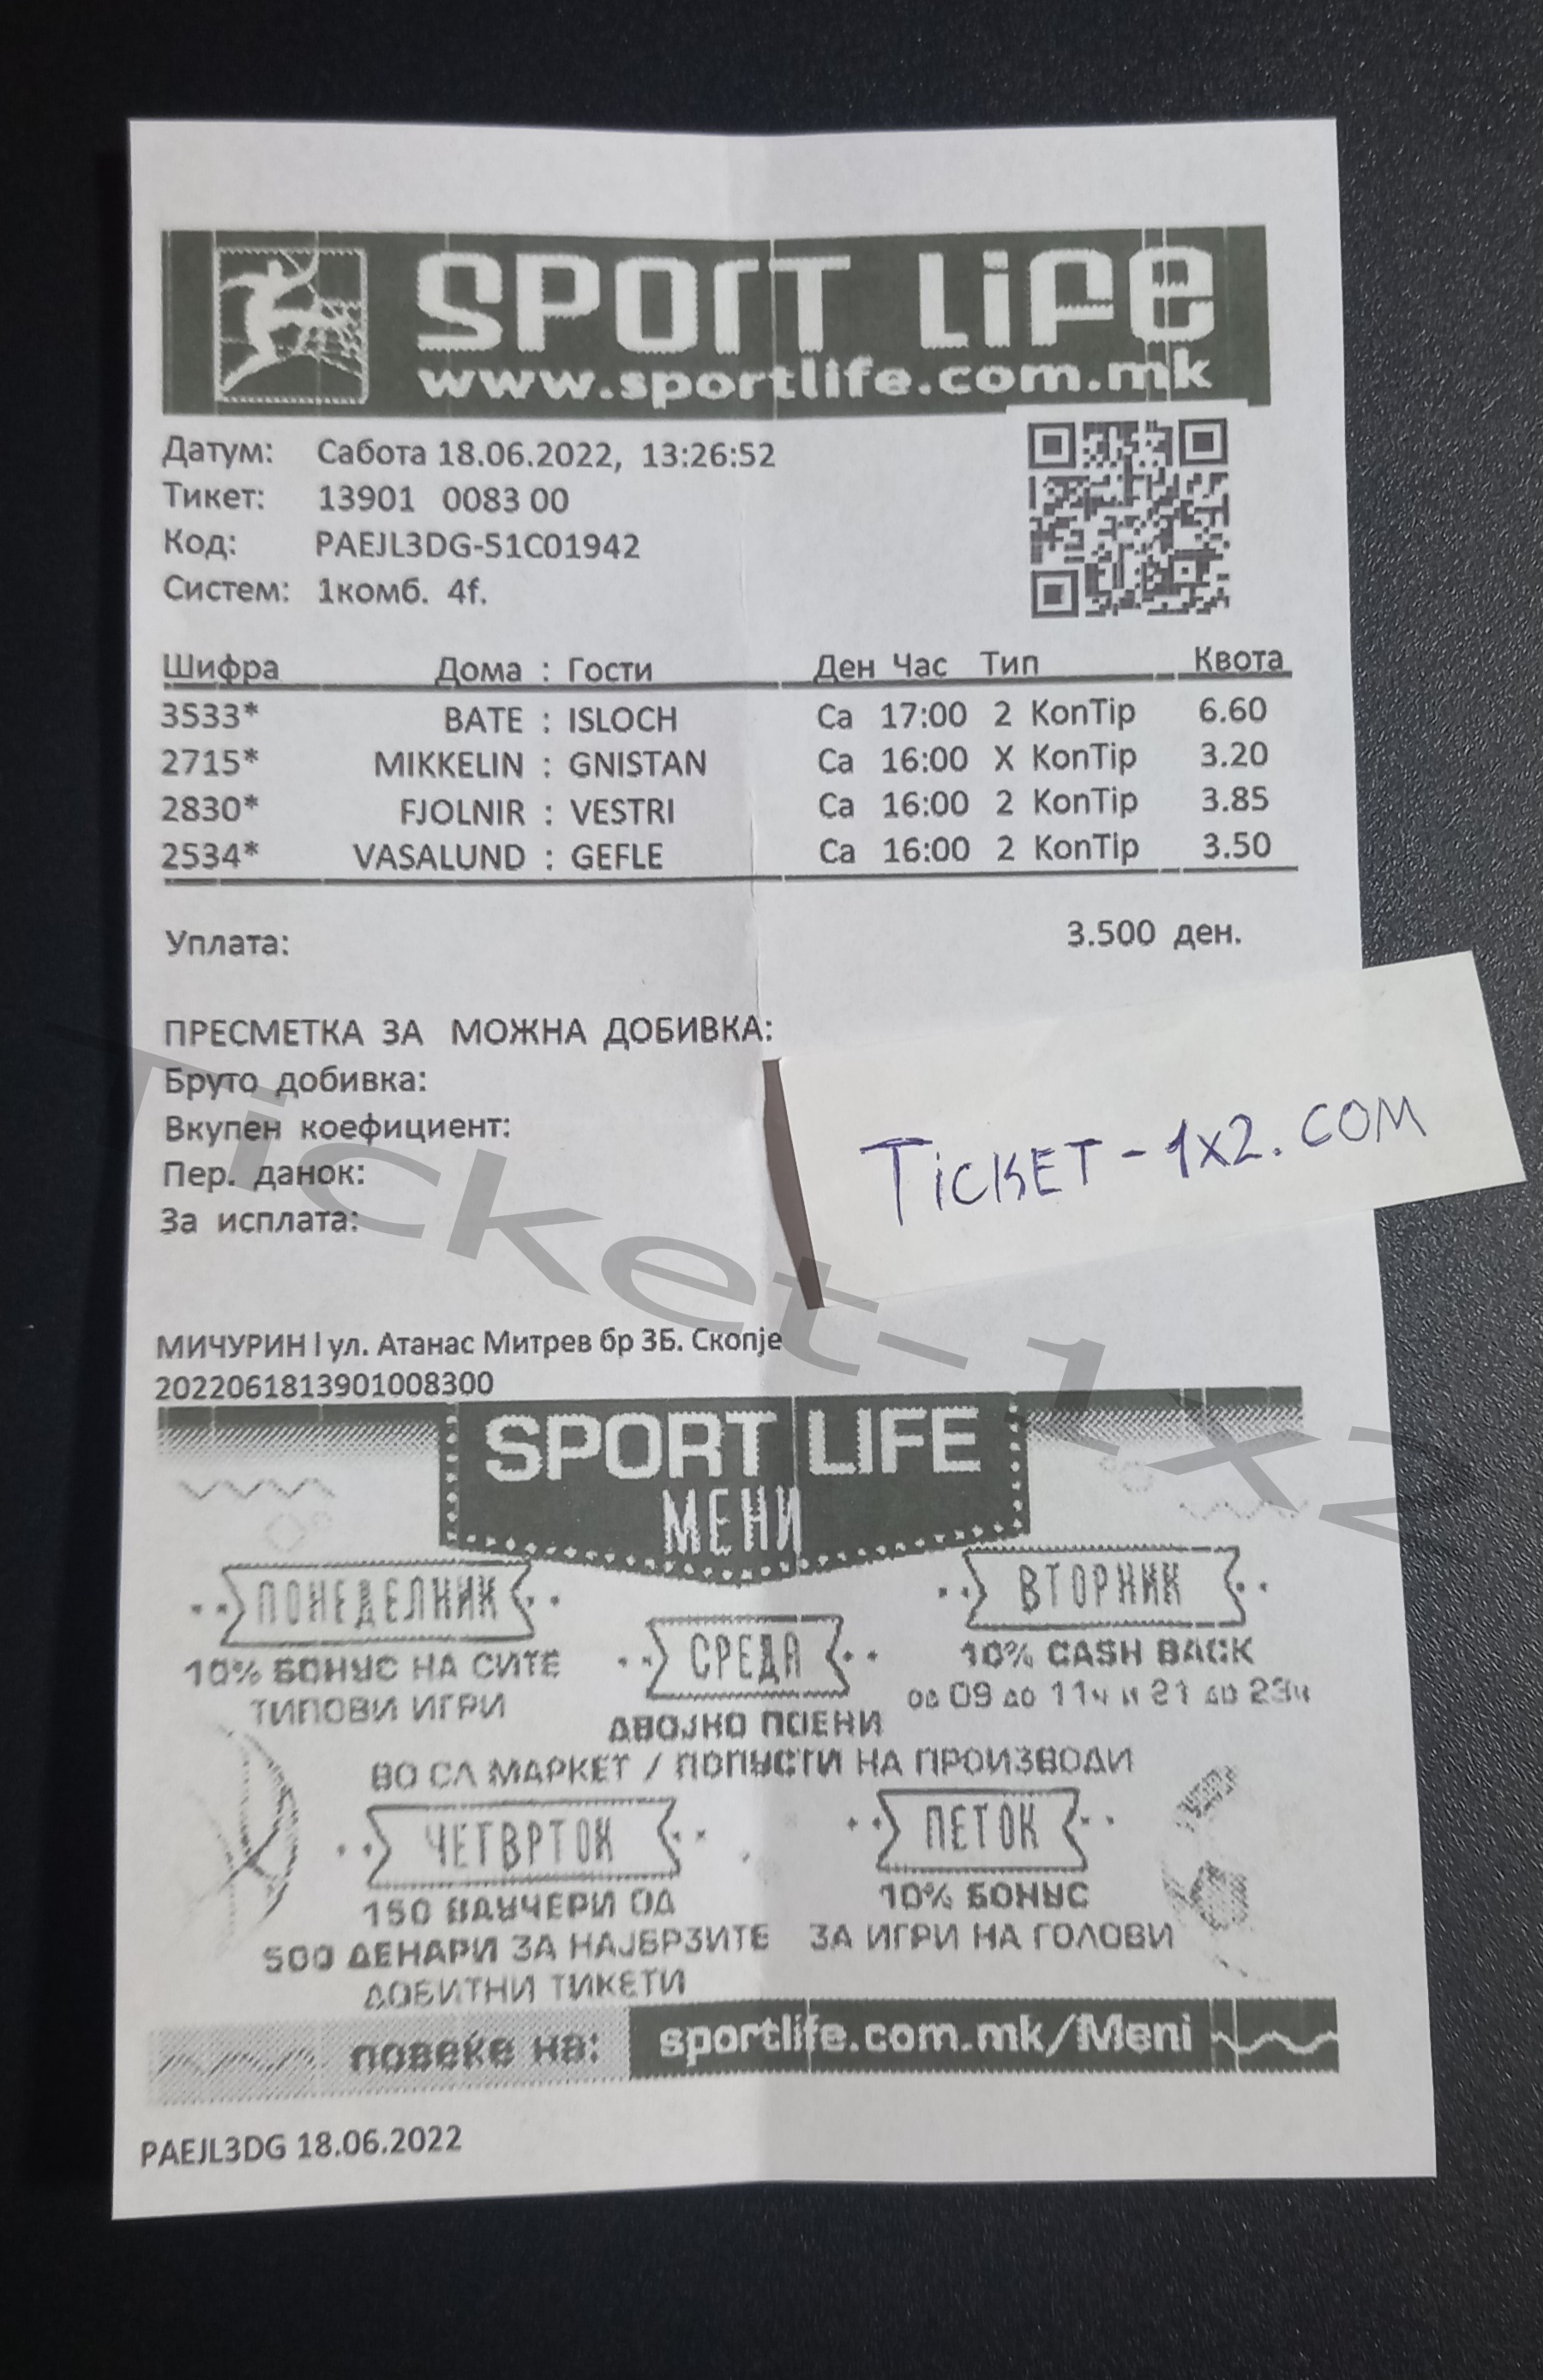 SPORT LIFE
www.sportlife.com.mk
Датум: Сабота 18.06.2022, 13:26:52
Тикет: 13901 0083 00
Код: PAEJL3DG-51C01942
Систем: 1комб. 4f.
Шифра Дома : Гости Ден Час Тип Квота
3533* BATE : ISLOCH Са 17:00 2 KonTip 6.60
2715* MIKKELIN : GNISTAN Са 16:00 X KonTip 3.20
2830* FJOLNIR : VESTRI Са 16:00 2 KonTip 3.85
2534* VASALUND : GEFLE Са 16:00 2 KonTip 3.50
Уплата: 3.500 ден.
ПРЕСМЕТКА ЗА МОЖНА ДОБИВКА:
Бруто добивка:
Вкупен коефициент:
Пер. данок:
За исплата:
TiCKET-1x2.COM
Ticket-1x2
МИЧУРИН I ул. Атанас Митрев бр 3Б. Скопје
2022061813901008300
SPORT LIFE
МЕНИ
ПОНЕДЕЛНИК
10% БОНУС НА СИТЕ
ТИПОВИ ИГРИ
СРЕДА
ДВОЈНО ПОЕНИ
ВО СЛ МАРКЕТ / ПОПУСТИ НА ПРОИЗВОДИ
ВТОРНИК
10% CASH BACK
од 09 до 11ч и 21 до 23ч
ЧЕТВРТОК
150 ВАУЧЕРИ ОД
500 ДЕНАРИ ЗА НАЈБРЗИТЕ
ДОБИТНИ ТИКЕТИ
ПЕТОК
10% БОНУС
ЗА ИГРИ НА ГОЛОВИ
повеќе на: sportlife.com.mk/Meni
PAEJL3DG 18.06.2022